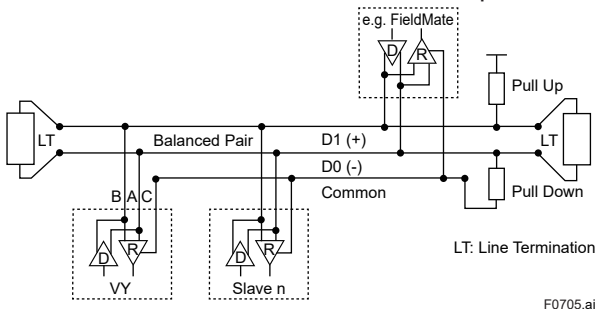 e.g. FieldMate
D R
Pull Up
LT
Balanced Pair
D1 (+)
LT
D0 (-)
B A C
Common
Pull Down
D R
D R
LT: Line Termination
VY
Slave n
F0705.ai